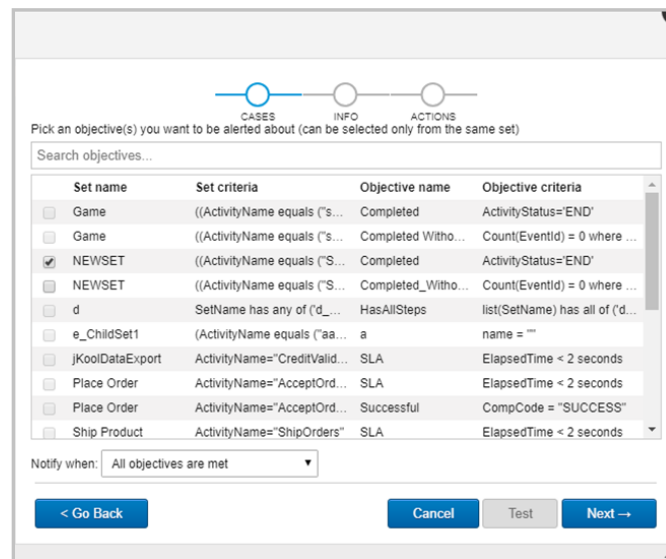 CASES INFO ACTIONS
Pick an objective(s) you want to be alerted about (can be selected only from the same set)
Search objectives...
Set name Set criteria Objective name Objective criteria
Game ((ActivityName equals ("s... Completed ActivityStatus='END'
Game ((ActivityName equals ("s... Completed Witho... Count(EventId) = 0 where ...
NEWSET ((ActivityName equals ("S... Completed ActivityStatus='END'
NEWSET ((ActivityName equals ("S... Completed_Witho... Count(EventId) = 0 where ...
d SetName has any of ('d_... HasAllSteps list(SetName) has all of ('d...
e_ChildSet1 (ActivityName equals ("aa... a name = ""
jKoolDataExport ActivityName="CreditValid... SLA ElapsedTime < 2 seconds
Place Order ActivityName="AcceptOrd... SLA ElapsedTime < 2 seconds
Place Order ActivityName="AcceptOrd... Successful CompCode = "SUCCESS"
Ship Product ActivityName="ShipOrders" SLA ElapsedTime < 2 seconds
Notify when: All objectives are met
< Go Back Cancel Test Next →